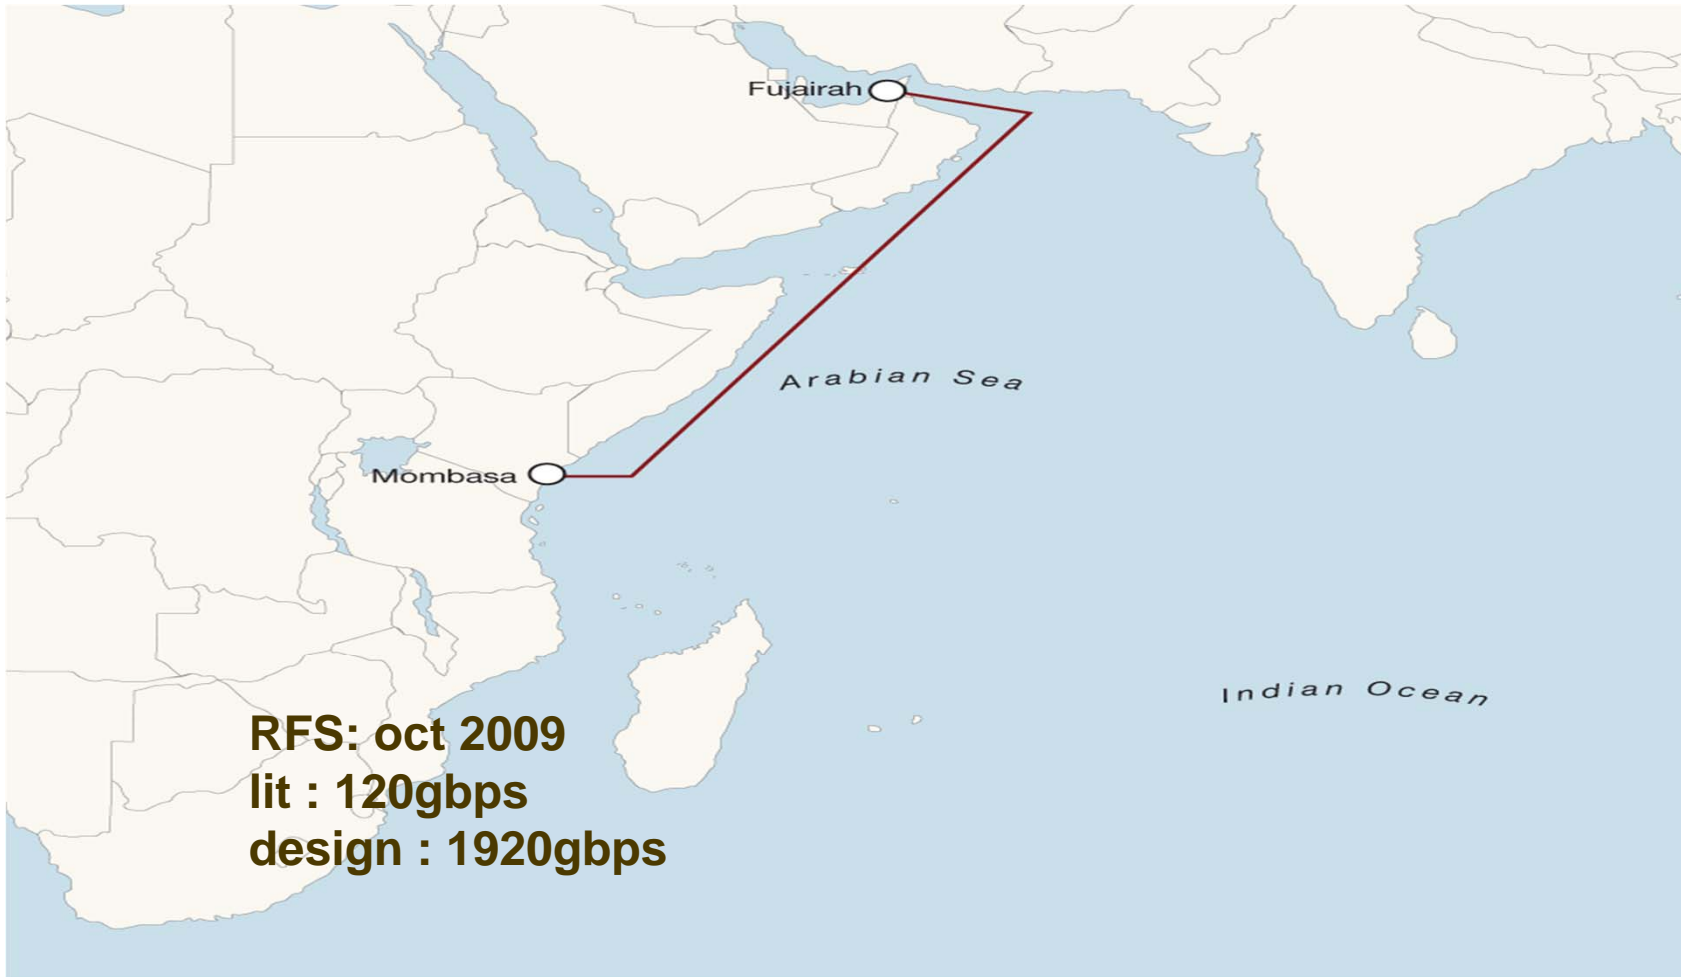 Fujairah
Arabian Sea
Mombasa
Indian Ocean
RFS: oct 2009
lit : 120gbps
design : 1920gbps